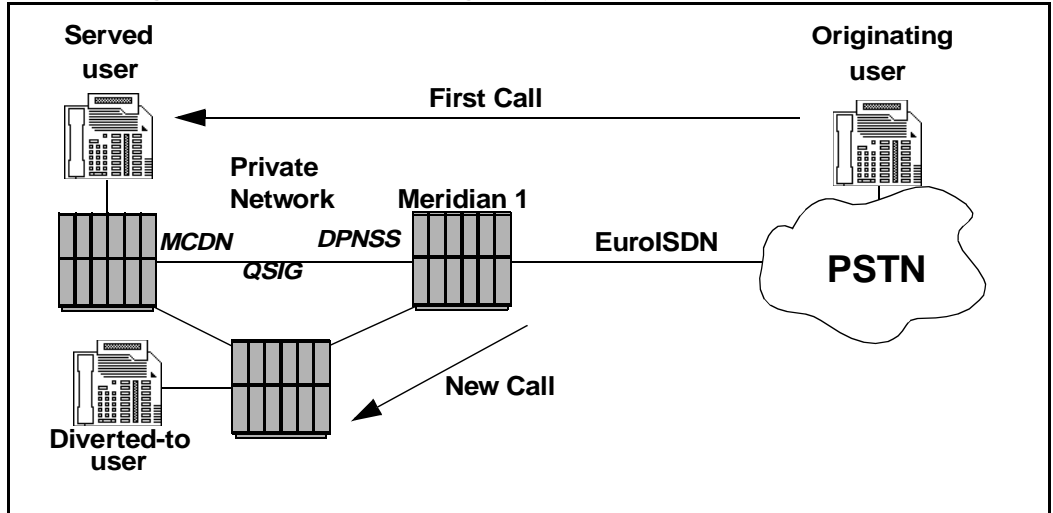 Served
user
Originating
user
First Call
Private
Network
Meridian 1
MCDN
DPNSS
QSIG
EuroISDN
PSTN
New Call
Diverted-to
user